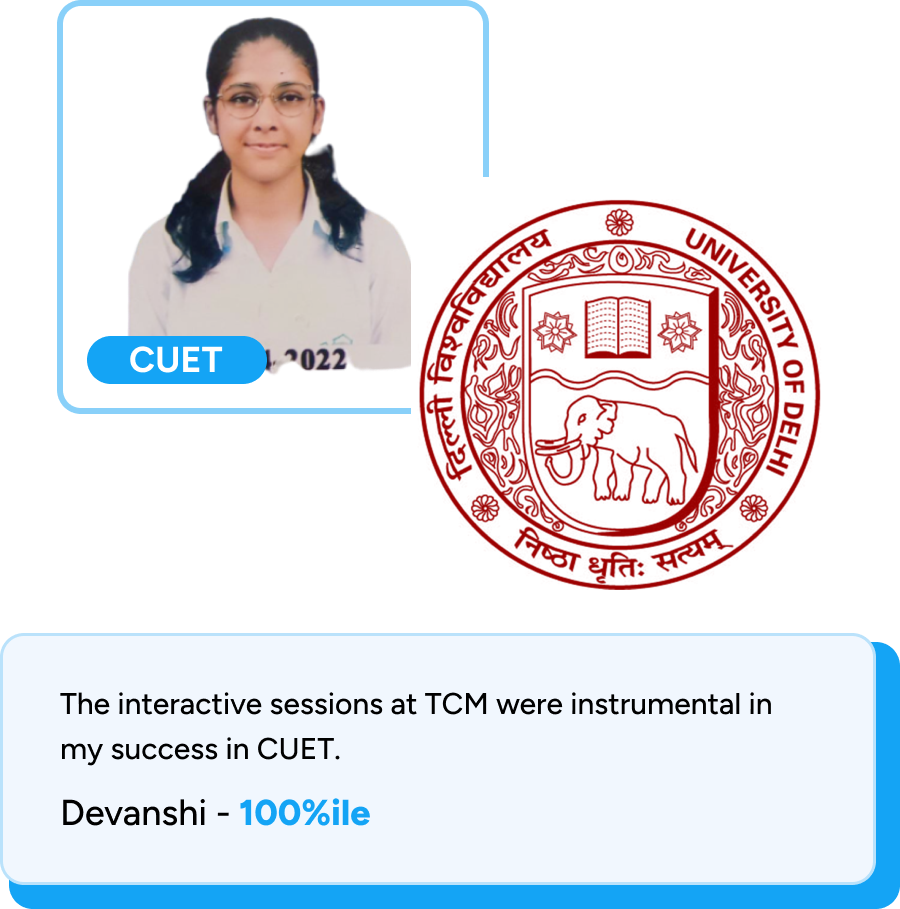 CUET
2022
दिल्ली विश्वविद्यालय
UNIVERSITY OF DELHI
निष्ठा धृतिः सत्यम्
The interactive sessions at TCM were instrumental in
my success in CUET.
Devanshi - 100%ile